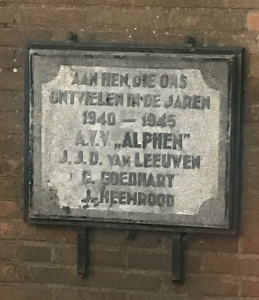 AAN HEN, DIE ONS
ONTVIELEN IN DE JAREN
1940 — 1945
A.V.V. „ALPHEN"
J.J.D. VAN LEEUWEN
C. GOEDHART
J. HEEMROOD